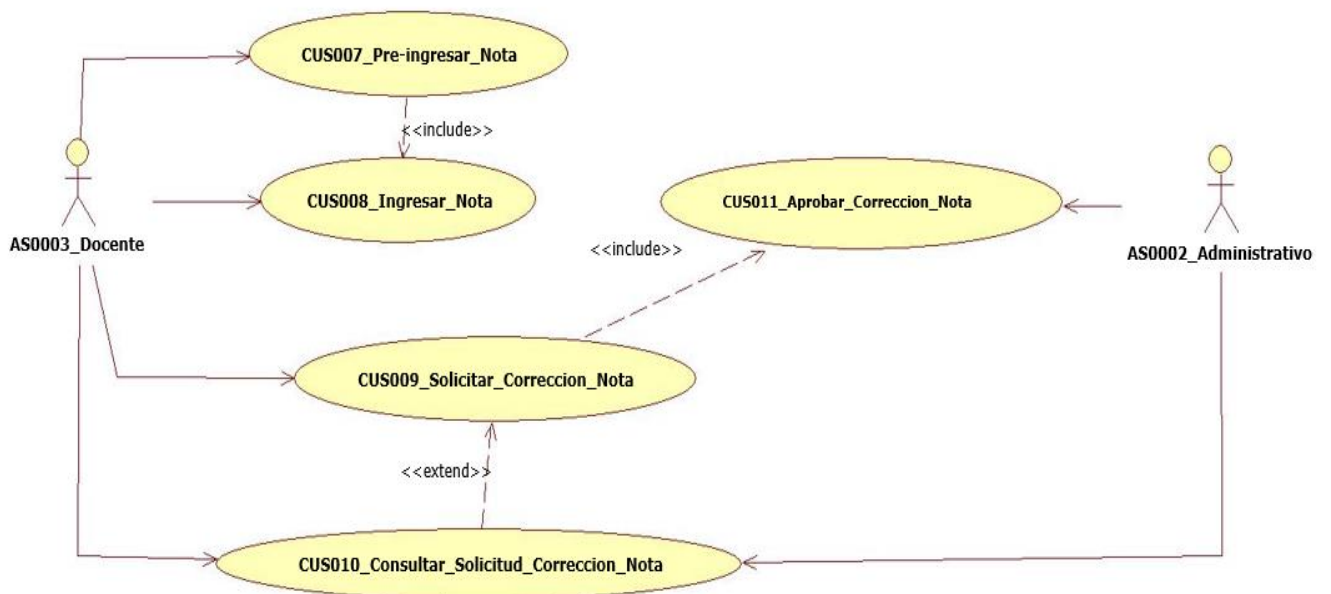 CUS007_Pre-ingresar_Nota
<<include>>
CUS008_Ingresar_Nota
CUS011_Aprobar_Correccion_Nota
AS0003_Docente
<<include>>
AS0002_Administrativo
CUS009_Solicitar_Correccion_Nota
<<extend>>
CUS010_Consultar_Solicitud_Correccion_Nota